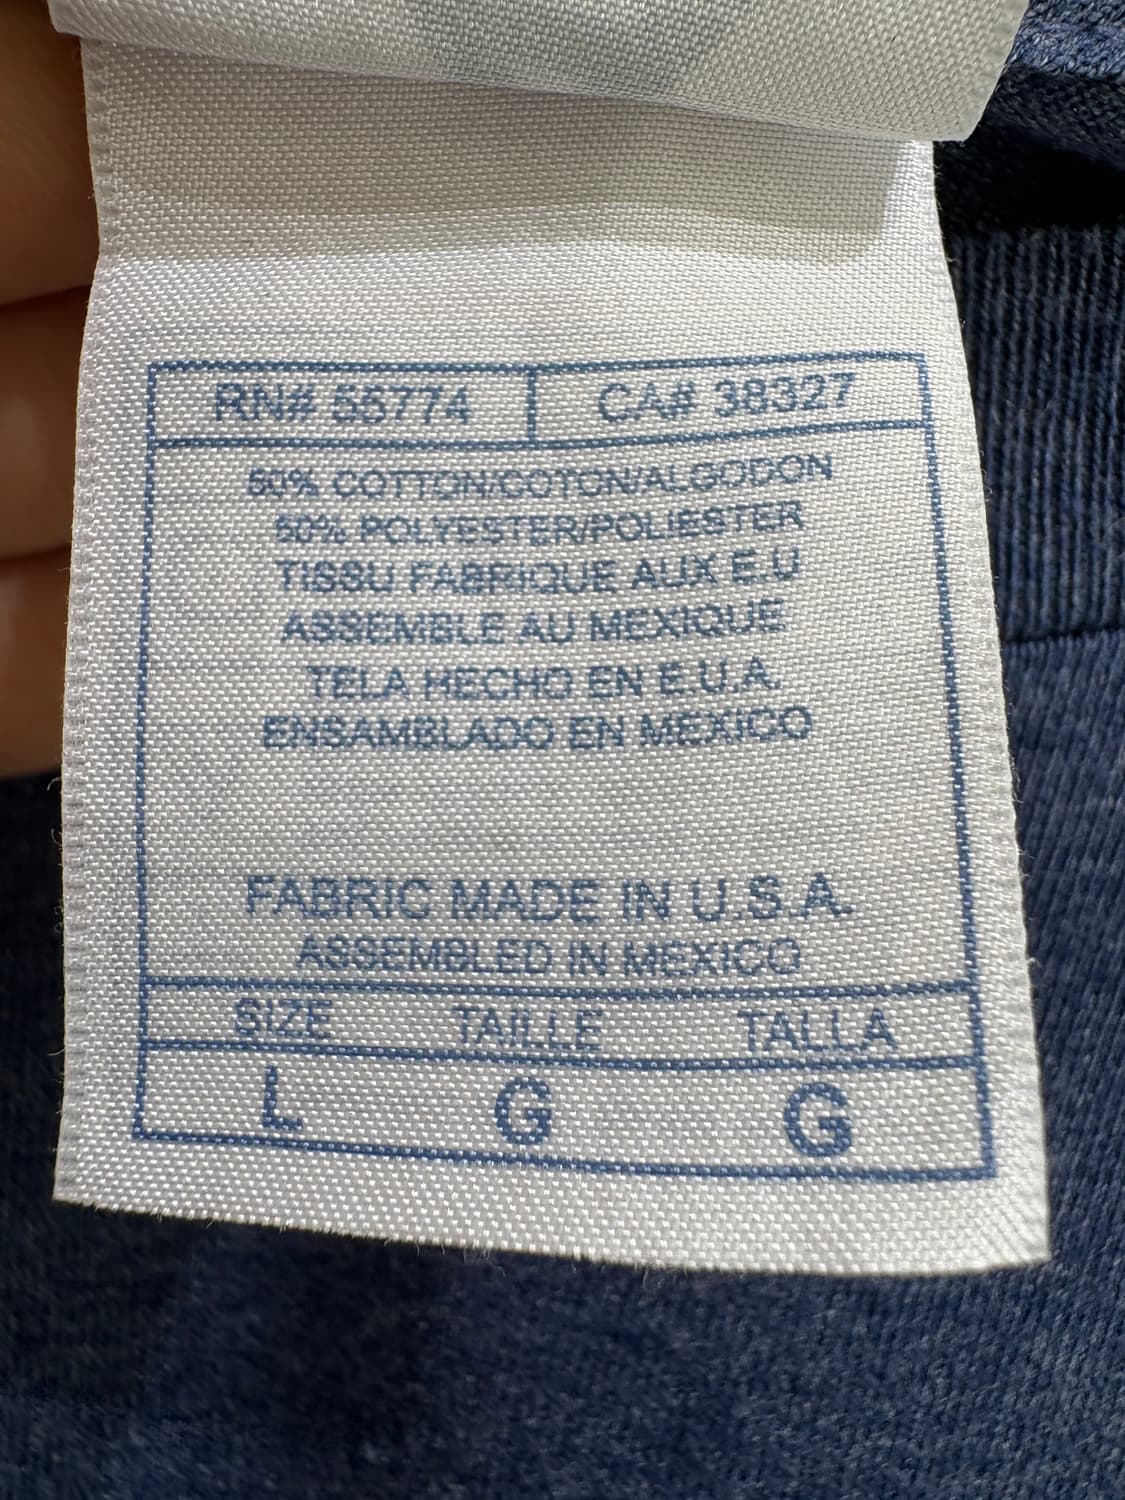 RN# 56774 CA# 38327
50% COTTON/COTON/ALGODON
50% POLYESTER/POLIESTER
TISSU FABRIQUE AUX E.U
ASSEMBLE AU MEXIQUE
TELA HECHO EN E.U.A.
ENSAMBLADO EN MEXICO
FABRIC MADE IN U.S.A.
ASSEMBLED IN MEXICO
SIZE TAILLE TALLA
L G G